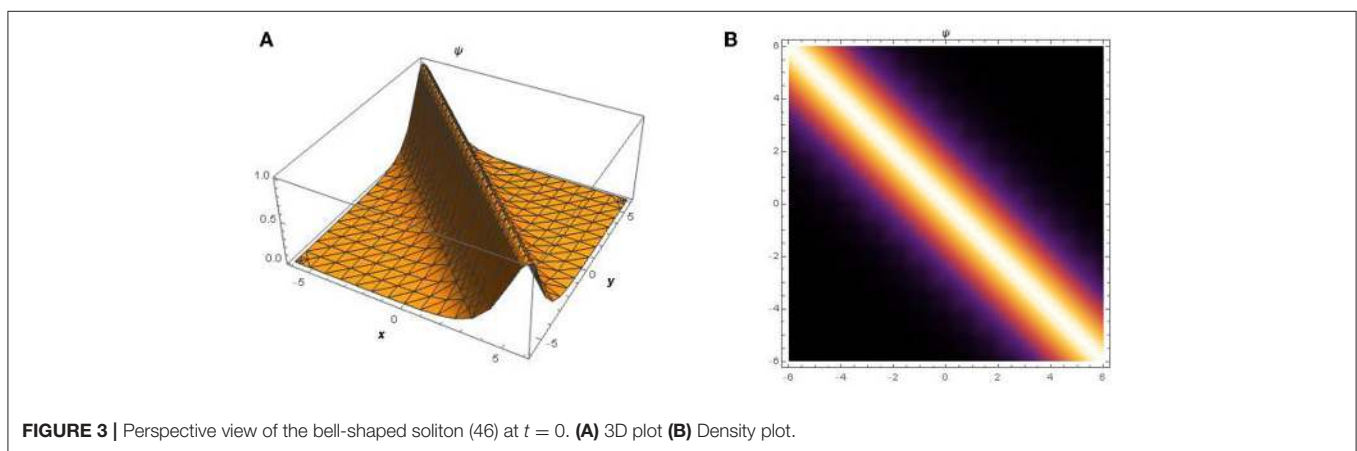 A
ψ
1.0
0.5
0.0
-5
0
5
x
-5
0
5
y
B
ψ
6
4
2
0
-2
-4
-6
-6 -4 -2 0 2 4 6
FIGURE 3 | Perspective view of the bell-shaped soliton (46) at t = 0. (A) 3D plot (B) Density plot.